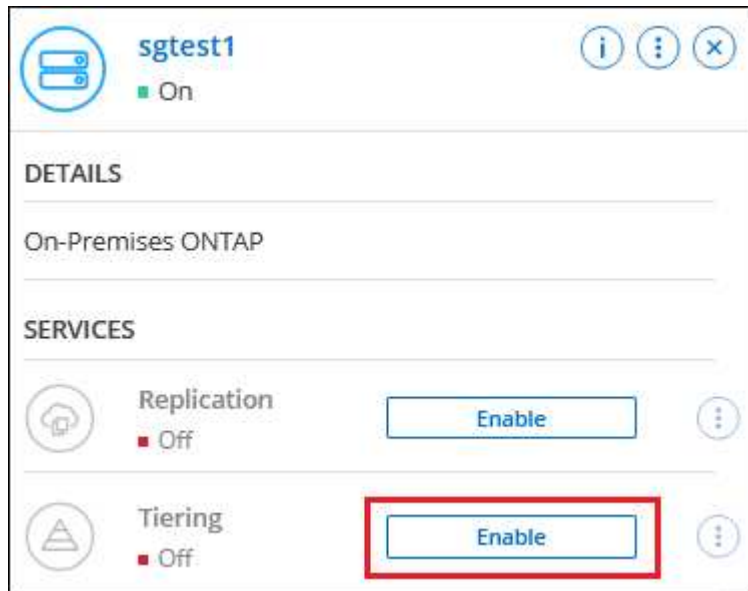 sgtest1
On
DETAILS
On-Premises ONTAP
SERVICES
Replication
Enable
Off
Tiering
Enable
Off